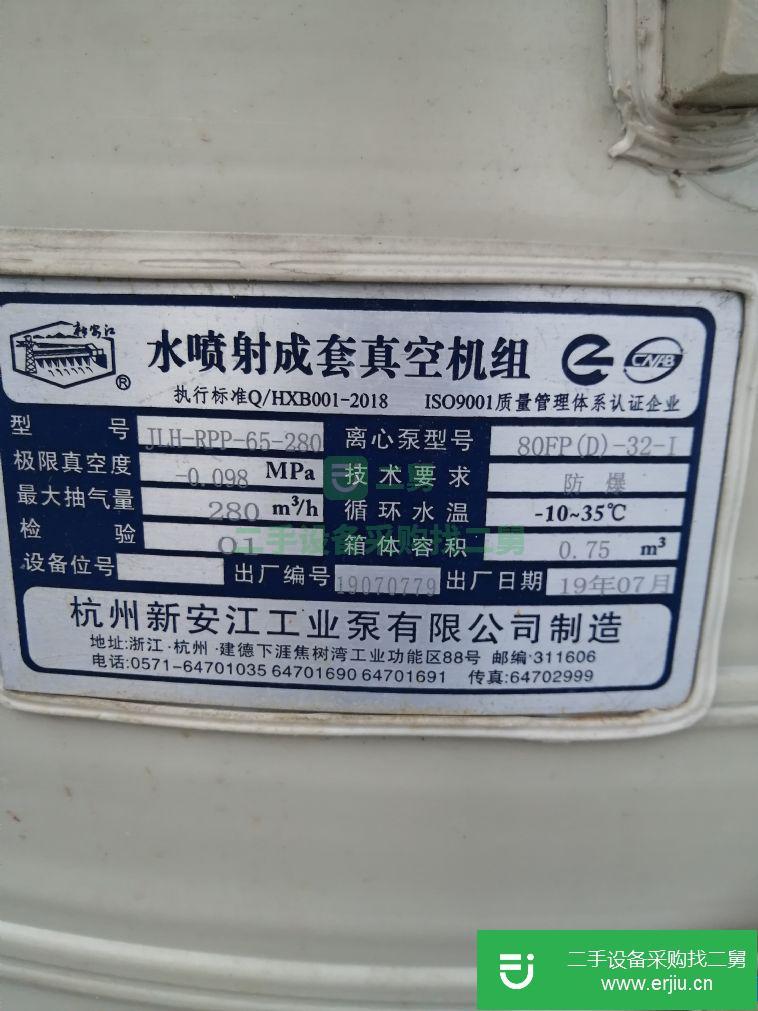 新安江
®
水喷射成套真空机组
CNAB
执行标准Q/HXB001-2018 ISO9001质量管理体系认证企业
型号 JLH-RPP-65-280 离心泵型号 80FP(D)-32-I
极限真空度 -0.098 MPa 技术要求 防爆
最大抽气量 280 m³/h 循环水温 -10~35℃
检验 01 箱体容积 0.75 m³
设备位号 出厂编号 19070779 出厂日期 19年07月
杭州新安江工业泵有限公司制造
地址:浙江·杭州·建德下涯焦树湾工业功能区88号 邮编·311606
电话:0571-64701035 64701690 64701691 传真:64702999
二舅
二手设备采购找二舅
二手设备采购找二舅
www.erjiu.cn